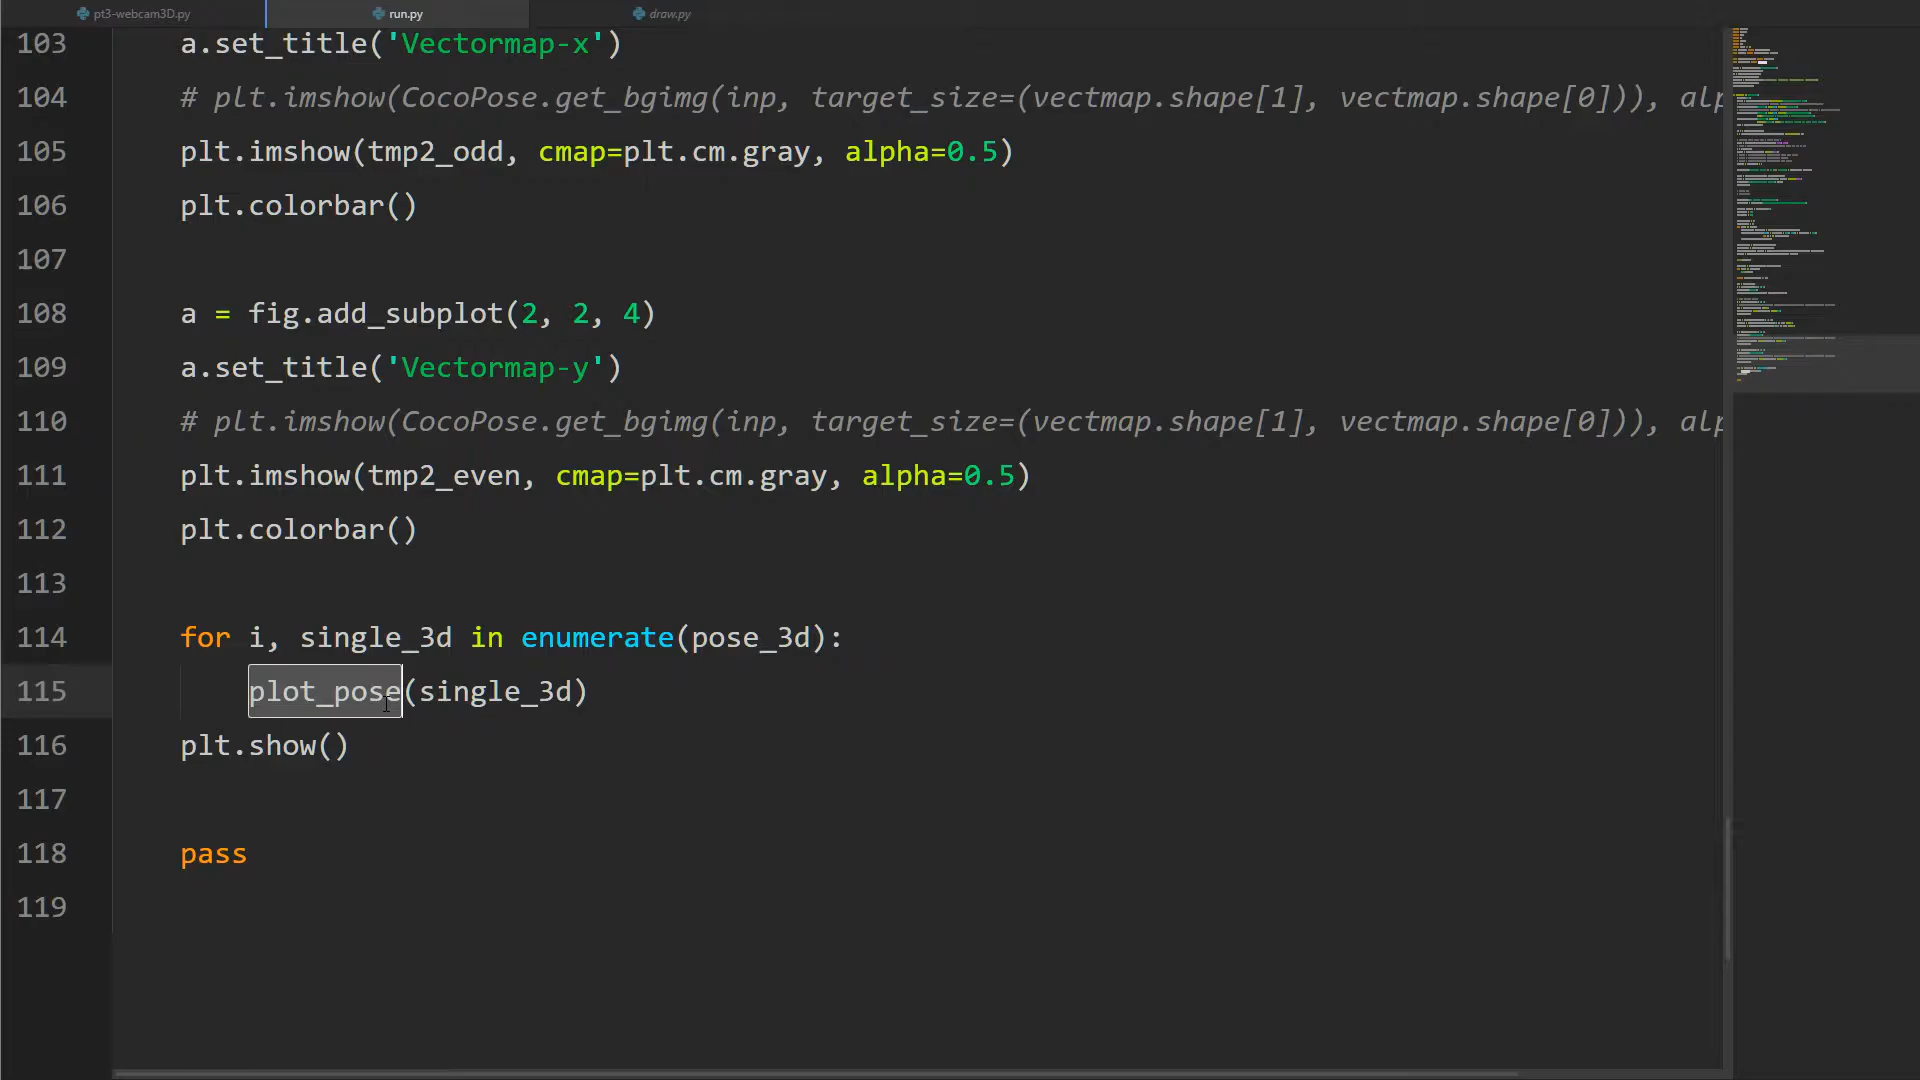 pt3-webcam3D.py run.py draw.py
103 a.set_title('Vectormap-x')
104 # plt.imshow(CocoPose.get_bgimg(inp, target_size=(vectmap.shape[1], vectmap.shape[0])), alp
105 plt.imshow(tmp2_odd, cmap=plt.cm.gray, alpha=0.5)
106 plt.colorbar()
107
108 a = fig.add_subplot(2, 2, 4)
109 a.set_title('Vectormap-y')
110 # plt.imshow(CocoPose.get_bgimg(inp, target_size=(vectmap.shape[1], vectmap.shape[0])), alp
111 plt.imshow(tmp2_even, cmap=plt.cm.gray, alpha=0.5)
112 plt.colorbar()
113
114 for i, single_3d in enumerate(pose_3d):
115 plot_pose(single_3d)
116 plt.show()
117
118 pass
119